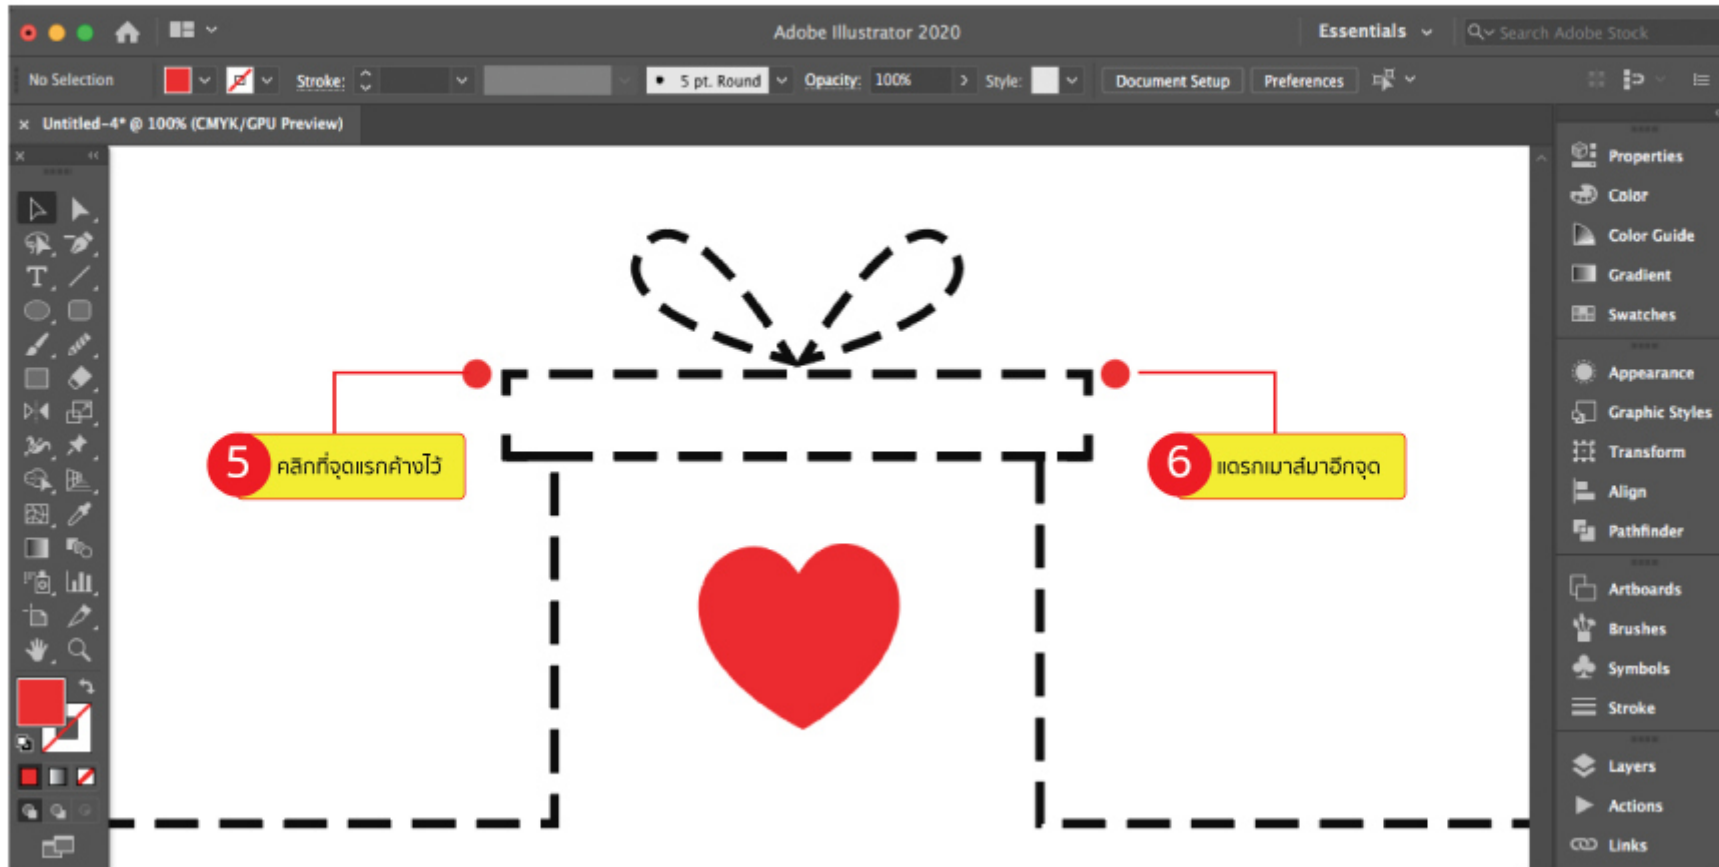 Adobe Illustrator 2020
Essentials
Search Adobe Stock
No Selection
Stroke:
5 pt. Round
Opacity: 100%
Style:
Document Setup
Preferences
× Untitled-4* @ 100% (CMYK/GPU Preview)
Properties
Color
Color Guide
Gradient
Swatches
Appearance
5 คลิกที่จุดแรกค้างไว้
6 แดรกเมาส์มาอีกจุด
Graphic Styles
Transform
Align
Pathfinder
Artboards
Brushes
Symbols
Stroke
Layers
Actions
Links